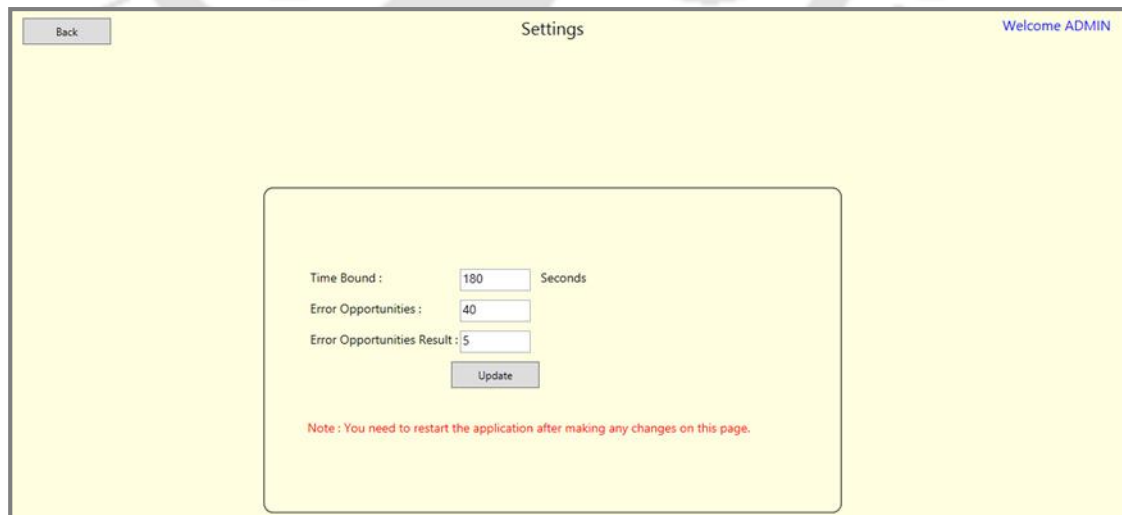 Back
Settings
Welcome ADMIN
Time Bound : 180 Seconds
Error Opportunities : 40
Error Opportunities Result : 5
Update
Note : You need to restart the application after making any changes on this page.